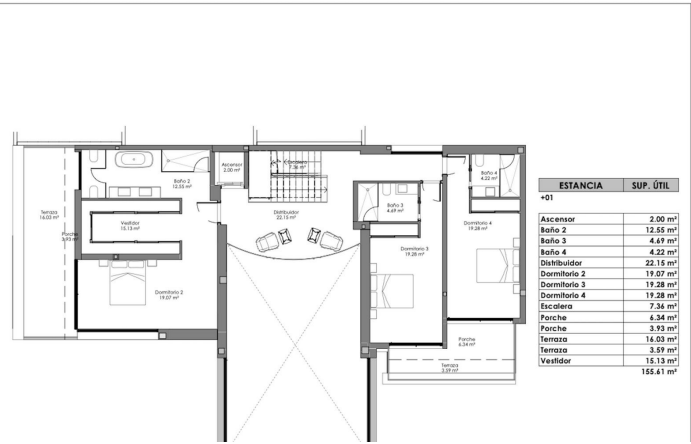 Baño 2
12.55 m²
Ascensor
2.00 m²
Escalera
7.36 m²
Baño 4
4.22 m²
Terraza
16.03 m²
Porche
3.93 m²
Vestidor
15.13 m²
Distribuidor
22.15 m²
Baño 3
4.69 m²
Dormitorio 4
19.28 m²
Dormitorio 3
19.28 m²
Dormitorio 2
19.07 m²
Porche
6.34 m²
Terraza
3.59 m²
ESTANCIA SUP. ÚTIL
+01
Ascensor 2.00 m²
Baño 2 12.55 m²
Baño 3 4.69 m²
Baño 4 4.22 m²
Distribuidor 22.15 m²
Dormitorio 2 19.07 m²
Dormitorio 3 19.28 m²
Dormitorio 4 19.28 m²
Escalera 7.36 m²
Porche 6.34 m²
Porche 3.93 m²
Terraza 16.03 m²
Terraza 3.59 m²
Vestidor 15.13 m²
155.61 m²